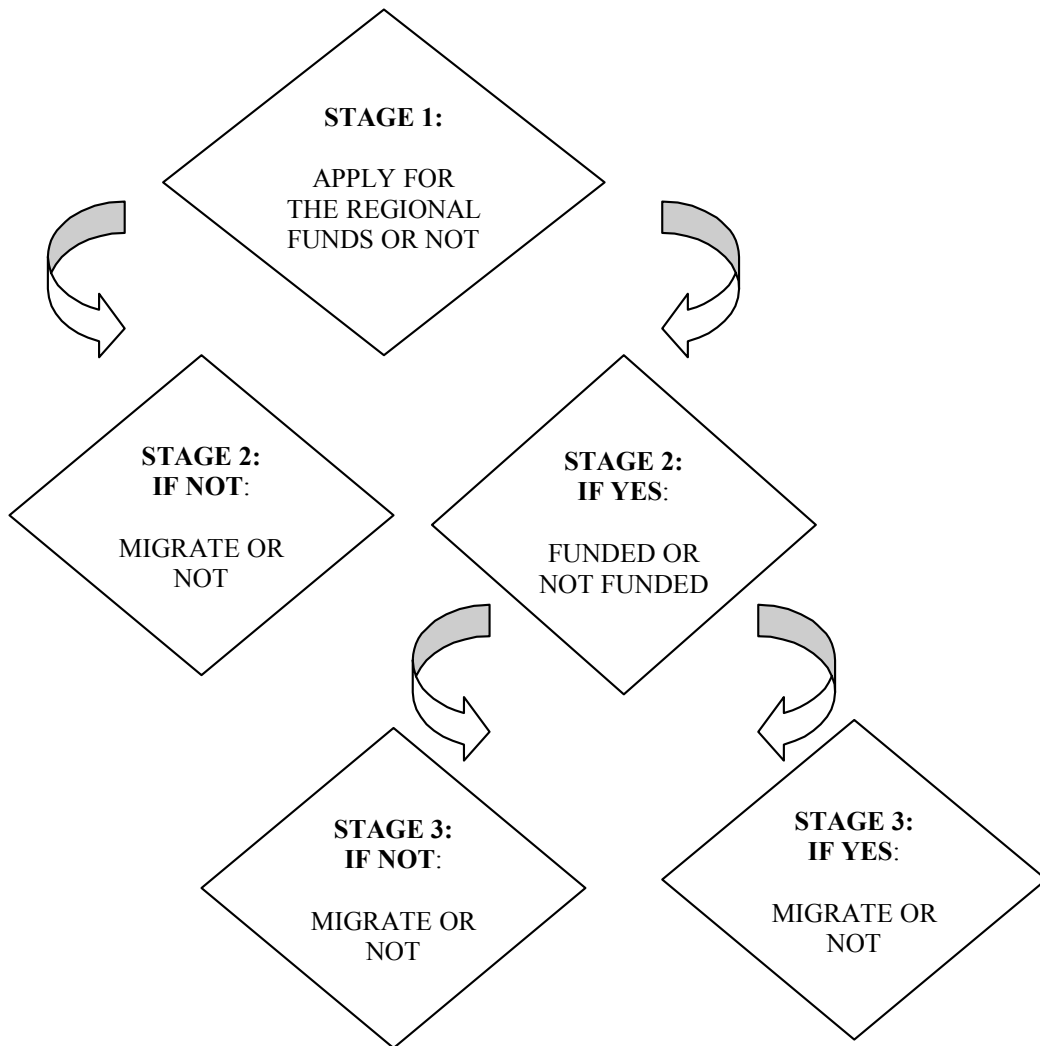 STAGE 1:
APPLY FOR
THE REGIONAL
FUNDS OR NOT
STAGE 2:
IF NOT:
MIGRATE OR
NOT
STAGE 2:
IF YES:
FUNDED OR
NOT FUNDED
STAGE 3:
IF NOT:
MIGRATE OR
NOT
STAGE 3:
IF YES:
MIGRATE OR
NOT